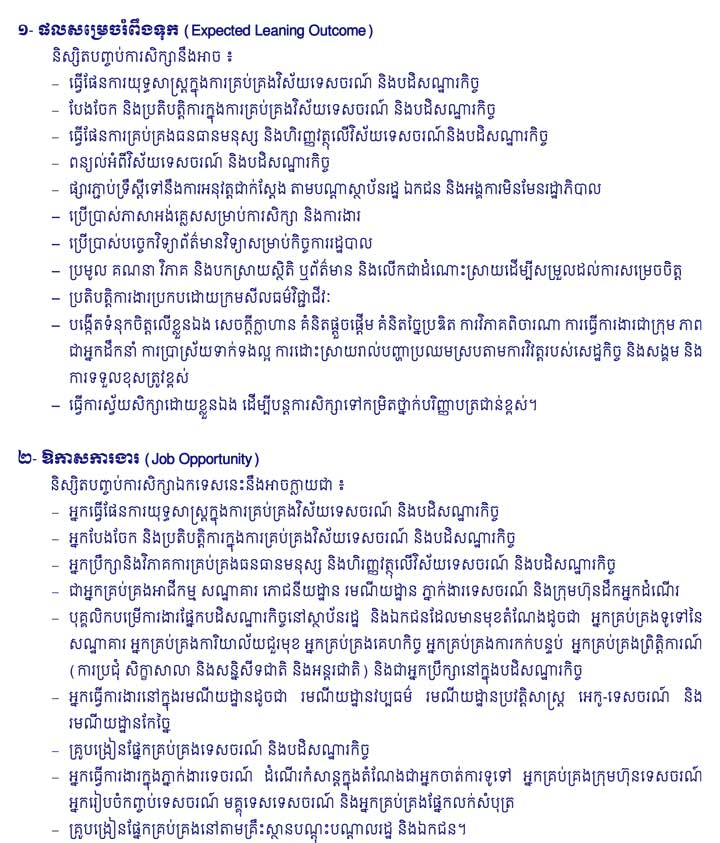 ១- ផលសម្រេចរំពឹងទុក (Expected Leaning Outcome)
និស្សិតបញ្ចប់ការសិក្សានឹងអាច ៖
– ធ្វើផែនការយុទ្ធសាស្ត្រក្នុងការគ្រប់គ្រងវិស័យទេសចរណ៍ និងបដិសណ្ឋារកិច្ច
– បែងចែក និងប្រតិបត្តិការក្នុងការគ្រប់គ្រងវិស័យទេសចរណ៍ និងបដិសណ្ឋារកិច្ច
– ធ្វើផែនការគ្រប់គ្រងធនធានមនុស្ស និងហិរញ្ញវត្ថុលើវិស័យទេសចរណ៍និងបដិសណ្ឋារកិច្ច
– ពន្យល់អំពីវិស័យទេសចរណ៍ និងបដិសណ្ឋារកិច្ច
– ផ្សារភ្ជាប់ទ្រឹស្តីទៅនឹងការអនុវត្តជាក់ស្តែង តាមបណ្តាស្ថាប័នរដ្ឋ ឯកជន និងអង្គការមិនមែនរដ្ឋាភិបាល
– ប្រើប្រាស់ភាសាអង់គ្លេសសម្រាប់ការសិក្សា និងការងារ
– ប្រើប្រាស់បច្ចេកវិទ្យាព័ត៌មានវិទ្យាសម្រាប់កិច្ចការរដ្ឋបាល
– ប្រមូល គណនា វិភាគ និងបកស្រាយស្ថិតិ ឬព័ត៌មាន និងលើកជាដំណោះស្រាយដើម្បីសម្រួលដល់ការសម្រេចចិត្ត
– ប្រតិបត្តិការងារប្រកបដោយក្រមសីលធម៌វិជ្ជាជីវៈ
– បង្កើតទំនុកចិត្តលើខ្លួនឯង សេចក្តីក្លាហាន គំនិតផ្តួចផ្តើម គំនិតច្នៃប្រឌិត ការវិភាគពិចារណា ការធ្វើការងារជាក្រុម ភាព
ជាអ្នកដឹកនាំ ការប្រាស្រ័យទាក់ទងល្អ ការដោះស្រាយរាល់បញ្ហាប្រឈមស្របតាមការវិវត្តរបស់សេដ្ឋកិច្ច និងសង្គម និង
ការទទួលខុសត្រូវខ្ពស់
– ធ្វើការស្វ័យសិក្សាដោយខ្លួនឯង ដើម្បីបន្តការសិក្សាទៅកម្រិតថ្នាក់បរិញ្ញាបត្រជាន់ខ្ពស់។
២- ឱកាសការងារ (Job Opportunity)
និស្សិតបញ្ចប់ការសិក្សាឯកទេសនេះនឹងអាចក្លាយជា ៖
– អ្នកធ្វើផែនការយុទ្ធសាស្ត្រក្នុងការគ្រប់គ្រងវិស័យទេសចរណ៍ និងបដិសណ្ឋារកិច្ច
– អ្នកបែងចែក និងប្រតិបត្តិការក្នុងការគ្រប់គ្រងវិស័យទេសចរណ៍ និងបដិសណ្ឋារកិច្ច
– អ្នកប្រឹក្សានិងវិភាគការគ្រប់គ្រងធនធានមនុស្ស និងហិរញ្ញវត្ថុលើវិស័យទេសចរណ៍ និងបដិសណ្ឋារកិច្ច
– ជាអ្នកគ្រប់គ្រងអាជីវកម្ម សណ្ឋាគារ ភោជនីយដ្ឋាន រមណីយដ្ឋាន ភ្នាក់ងារទេសចរណ៍ និងក្រុមហ៊ុនដឹកអ្នកដំណើរ
– បុគ្គលិកបម្រើការងារផ្នែកបដិសណ្ឋារកិច្ចនៅស្ថាប័នរដ្ឋ និងឯកជនដែលមានមុខតំណែងដូចជា អ្នកគ្រប់គ្រងទូទៅនៃ
សណ្ឋាគារ អ្នកគ្រប់គ្រងការិយាល័យជួរមុខ អ្នកគ្រប់គ្រងគេហកិច្ច អ្នកគ្រប់គ្រងការកក់បន្ទប់ អ្នកគ្រប់គ្រងព្រឹត្តិការណ៍
(ការប្រជុំ សិក្ខាសាលា និងសន្និសីទជាតិ និងអន្តរជាតិ) និងជាអ្នកប្រឹក្សានៅក្នុងបដិសណ្ឋារកិច្ច
– អ្នកធ្វើការងារនៅក្នុងរមណីយដ្ឋានដូចជា រមណីយដ្ឋានវប្បធម៌ រមណីយដ្ឋានប្រវត្តិសាស្ត្រ អេកូ-ទេសចរណ៍ និង
រមណីយដ្ឋានកែច្នៃ
– គ្រូបង្រៀនផ្នែកគ្រប់គ្រងទេសចរណ៍ និងបដិសណ្ឋារកិច្ច
– អ្នកធ្វើការងារក្នុងភ្នាក់ងារទេចរណ៍ ដំណើរកំសាន្តក្នុងតំណែងជាអ្នកចាត់ការទូទៅ អ្នកគ្រប់គ្រងក្រុមហ៊ុនទេសចរណ៍
អ្នករៀបចំកញ្ចប់ទេសចរណ៍ មគ្គុទេសទេសចរណ៍ និងអ្នកគ្រប់គ្រងផ្នែកលក់សំបុត្រ
– គ្រូបង្រៀនផ្នែកគ្រប់គ្រងនៅតាមគ្រឹះស្ថានបណ្តុះបណ្តាលរដ្ឋ និងឯកជន។